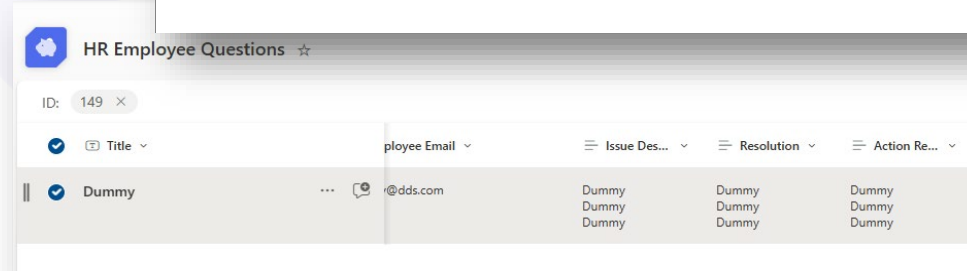 HR Employee Questions
ID: 149 ×
Title ployee Email Issue Des... Resolution Action Re...
Dummy ... @dds.com Dummy Dummy Dummy
Dummy Dummy Dummy
Dummy Dummy Dummy